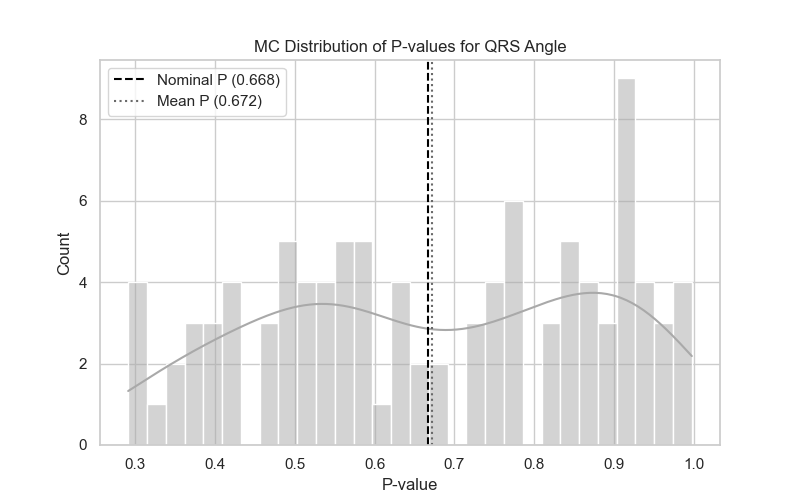 MC Distribution of P-values for QRS Angle
Nominal P (0.668)
Mean P (0.672)
Count
8
6
4
2
0
0.3 0.4 0.5 0.6 0.7 0.8 0.9 1.0
P-value